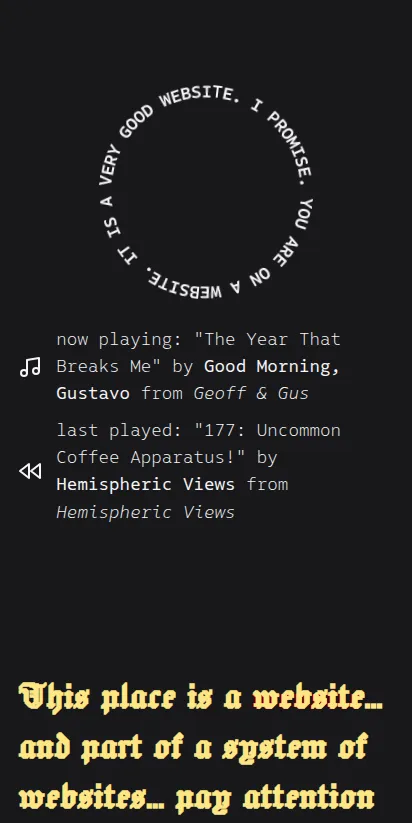 YOU ARE ON A WEBSITE. IT IS A VERY GOOD WEBSITE. I PROMISE.
now playing: "The Year That
Breaks Me" by Good Morning,
Gustavo from Geoff & Gus
last played: "177: Uncommon
Coffee Apparatus!" by
Hemispheric Views from
Hemispheric Views
This place is a website...
and part of a system of
websites... pay attention